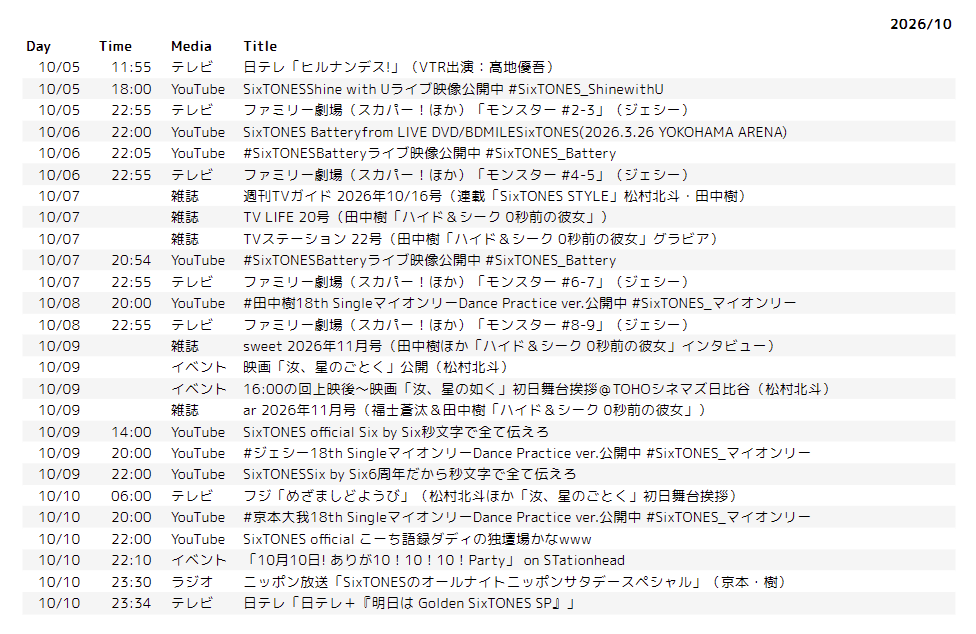 2026/10
Day Time Media Title
10/05 11:55 テレビ 日テレ「ヒルナンデス!」（VTR出演：髙地優吾）
10/05 18:00 YouTube SixTONESShine with Uライブ映像公開中 #SixTONES_ShinewithU
10/05 22:55 テレビ ファミリー劇場（スカパー！ほか）「モンスター #2-3」（ジェシー）
10/06 22:00 YouTube SixTONES Batteryfrom LIVE DVD/BDMILESixTONES(2026.3.26 YOKOHAMA ARENA)
10/06 22:05 YouTube #SixTONESBatteryライブ映像公開中 #SixTONES_Battery
10/06 22:55 テレビ ファミリー劇場（スカパー！ほか）「モンスター #4-5」（ジェシー）
10/07 雑誌 週刊TVガイド 2026年10/16号（連載「SixTONES STYLE」松村北斗・田中樹）
10/07 雑誌 TV LIFE 20号（田中樹「ハイド＆シーク 0秒前の彼女」）
10/07 雑誌 TVステーション 22号（田中樹「ハイド＆シーク 0秒前の彼女」グラビア）
10/07 20:54 YouTube #SixTONESBatteryライブ映像公開中 #SixTONES_Battery
10/07 22:55 テレビ ファミリー劇場（スカパー！ほか）「モンスター #6-7」（ジェシー）
10/08 20:00 YouTube #田中樹18th SingleマイオンリーDance Practice ver.公開中 #SixTONES_マイオンリー
10/08 22:55 テレビ ファミリー劇場（スカパー！ほか）「モンスター #8-9」（ジェシー）
10/09 雑誌 sweet 2026年11月号（田中樹ほか「ハイド＆シーク 0秒前の彼女」インタビュー）
10/09 イベント 映画「汝、星のごとく」公開（松村北斗）
10/09 イベント 16:00の回上映後～映画「汝、星の如く」初日舞台挨拶@TOHOシネマズ日比谷（松村北斗）
10/09 雑誌 ar 2026年11月号（福士蒼汰＆田中樹「ハイド＆シーク 0秒前の彼女」）
10/09 14:00 YouTube SixTONES official Six by Six秒文字で全て伝えろ
10/09 20:00 YouTube #ジェシー18th SingleマイオンリーDance Practice ver.公開中 #SixTONES_マイオンリー
10/09 22:00 YouTube SixTONESSix by Six6周年だから秒文字で全て伝えろ
10/10 06:00 テレビ フジ「めざましどようび」（松村北斗ほか「汝、星のごとく」初日舞台挨拶）
10/10 20:00 YouTube #京本大我18th SingleマイオンリーDance Practice ver.公開中 #SixTONES_マイオンリー
10/10 22:00 YouTube SixTONES official こーち語録ダディの独壇場かなwww
10/10 22:10 イベント 「10月10日! ありが10！10！10！Party」 on STationhead
10/10 23:30 ラジオ ニッポン放送「SixTONESのオールナイトニッポンサタデースペシャル」（京本・樹）
10/10 23:34 テレビ 日テレ「日テレ＋『明日は Golden SixTONES SP』」